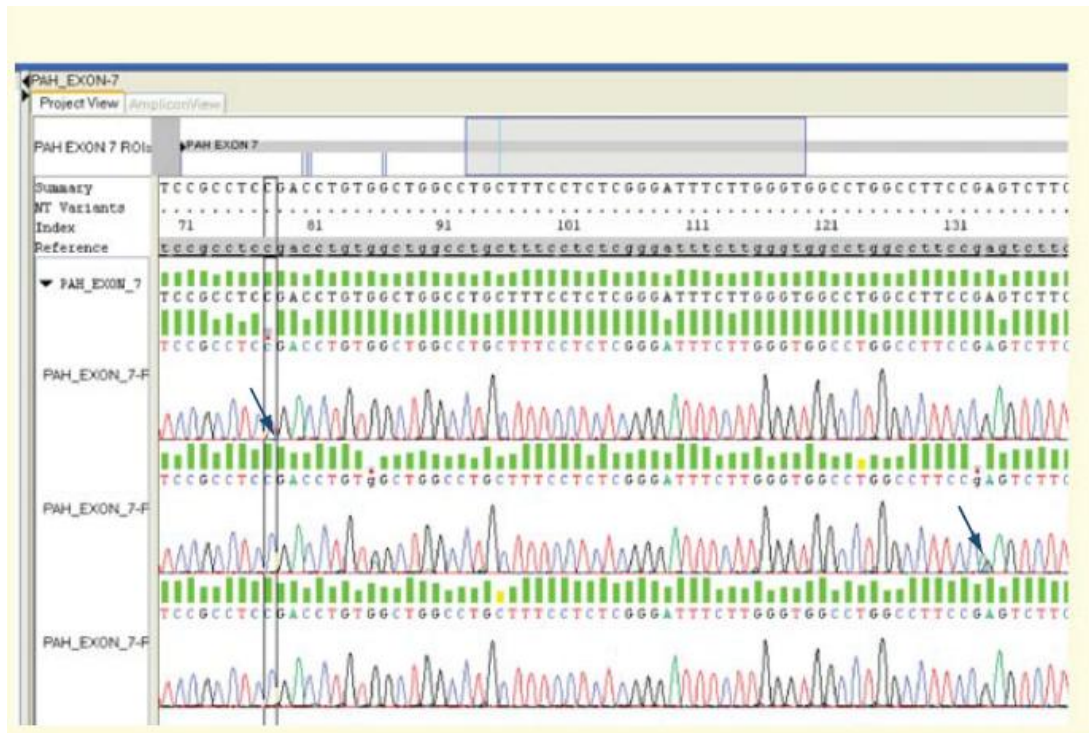 PAH_EXON-7
Project View AmpliconView
PAH EXON 7 ROIs PAH EXON 7
Summary TCCGCCTCCGACCTGTGGCTGGCCTGCTTTCCTCTCGGGATTTCTTGGGTGGCCTGGCCTTCCGAGTCTTC
NT Variants
Index 71 81 91 101 111 121 131
Reference tccgcctccgacctgtggctggcctgctttcctctcgggatttcttgggtggcctggccttccgagtcttc
PAH_EXON_7
TCCGCCTCCGACCTGTGGCTGGCCTGCTTTCCTCTCGGGATTTCTTGGGTGGCCTGGCCTTCCGAGTCTTC
TCCGCCTCCGACCTGTGGCTGGCCTGCTTTCCTCTCGGGATTTCTTGGGTGGCCTGGCCTTCCGAGTCTTC
PAH_EXON_7-F
TCCGCCTCCGACCTGTgGCTGGCCTGCTTTCCTCTCGGGATTTCTTGGGTGGCCTGGCCTTCCgAGTCTTC
PAH_EXON_7-F
TCCGCCTCCGACCTGTGGCTGGCCTGCTTTCCTCTCGGGATTTCTTGGGTGGCCTGGCCTTCCGAGTCTTC
PAH_EXON_7-F